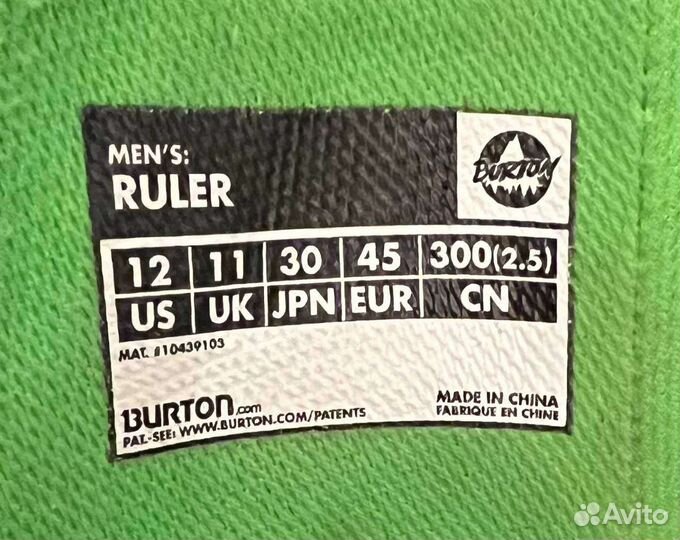 MEN'S:
RULER
BURTON
12 11 30 45 300(2.5)
US UK JPN EUR CN
MAT. #10439103
BURTON.com
PAT.-SEE: WWW.BURTON.COM/PATENTS
MADE IN CHINA
FABRIQUE EN CHINE
Avito